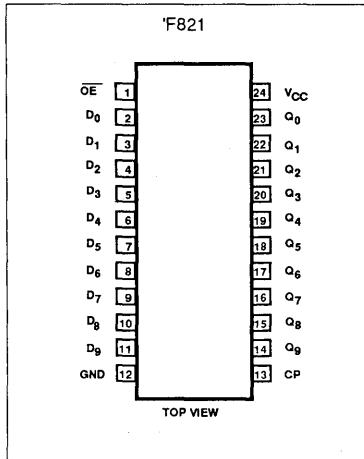 'F821
OE 1 24 VCC
D0 2 23 Q0
D1 3 22 Q1
D2 4 21 Q2
D3 5 20 Q3
D4 6 19 Q4
D5 7 18 Q5
D6 8 17 Q6
D7 9 16 Q7
D8 10 15 Q8
D9 11 14 Q9
GND 12 13 CP
TOP VIEW